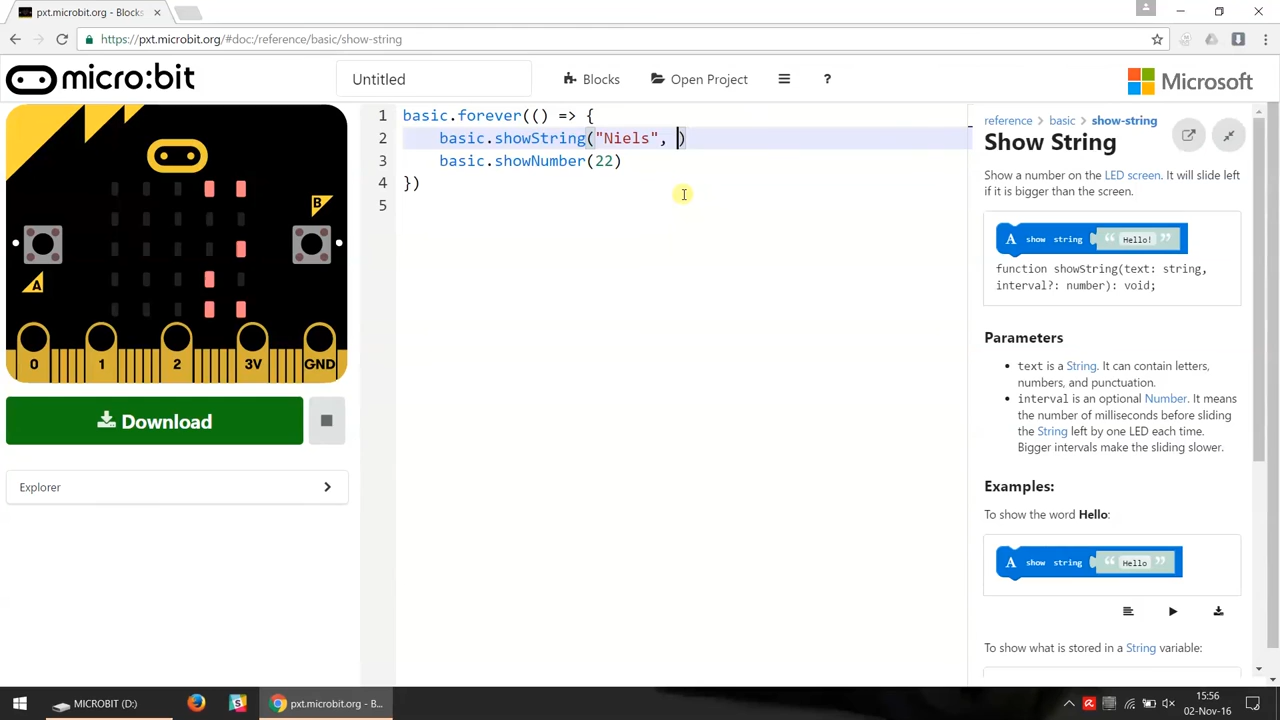 pxt.microbit.org - Blocks
https://pxt.microbit.org/#doc:/reference/basic/show-string
micro:bit
Untitled
Blocks
Open Project
?
Microsoft
B
A
0 1 2 3V GND
Download
Explorer
1 basic.forever(() => {
2 basic.showString("Niels", )
3 basic.showNumber(22)
4 })
5
reference basic show-string
Show String
Show a number on the LED screen. It will slide left
if it is bigger than the screen.
A show string “ Hello! ”
function showString(text: string,
interval?: number): void;
Parameters
• text is a String. It can contain letters,
numbers, and punctuation.
• interval is an optional Number. It means
the number of milliseconds before sliding
the String left by one LED each time.
Bigger intervals make the sliding slower.
Examples:
To show the word Hello:
A show string “ Hello ”
To show what is stored in a String variable:
MICROBIT (D:)
pxt.microbit.org - B...
15:56
02-Nov-16